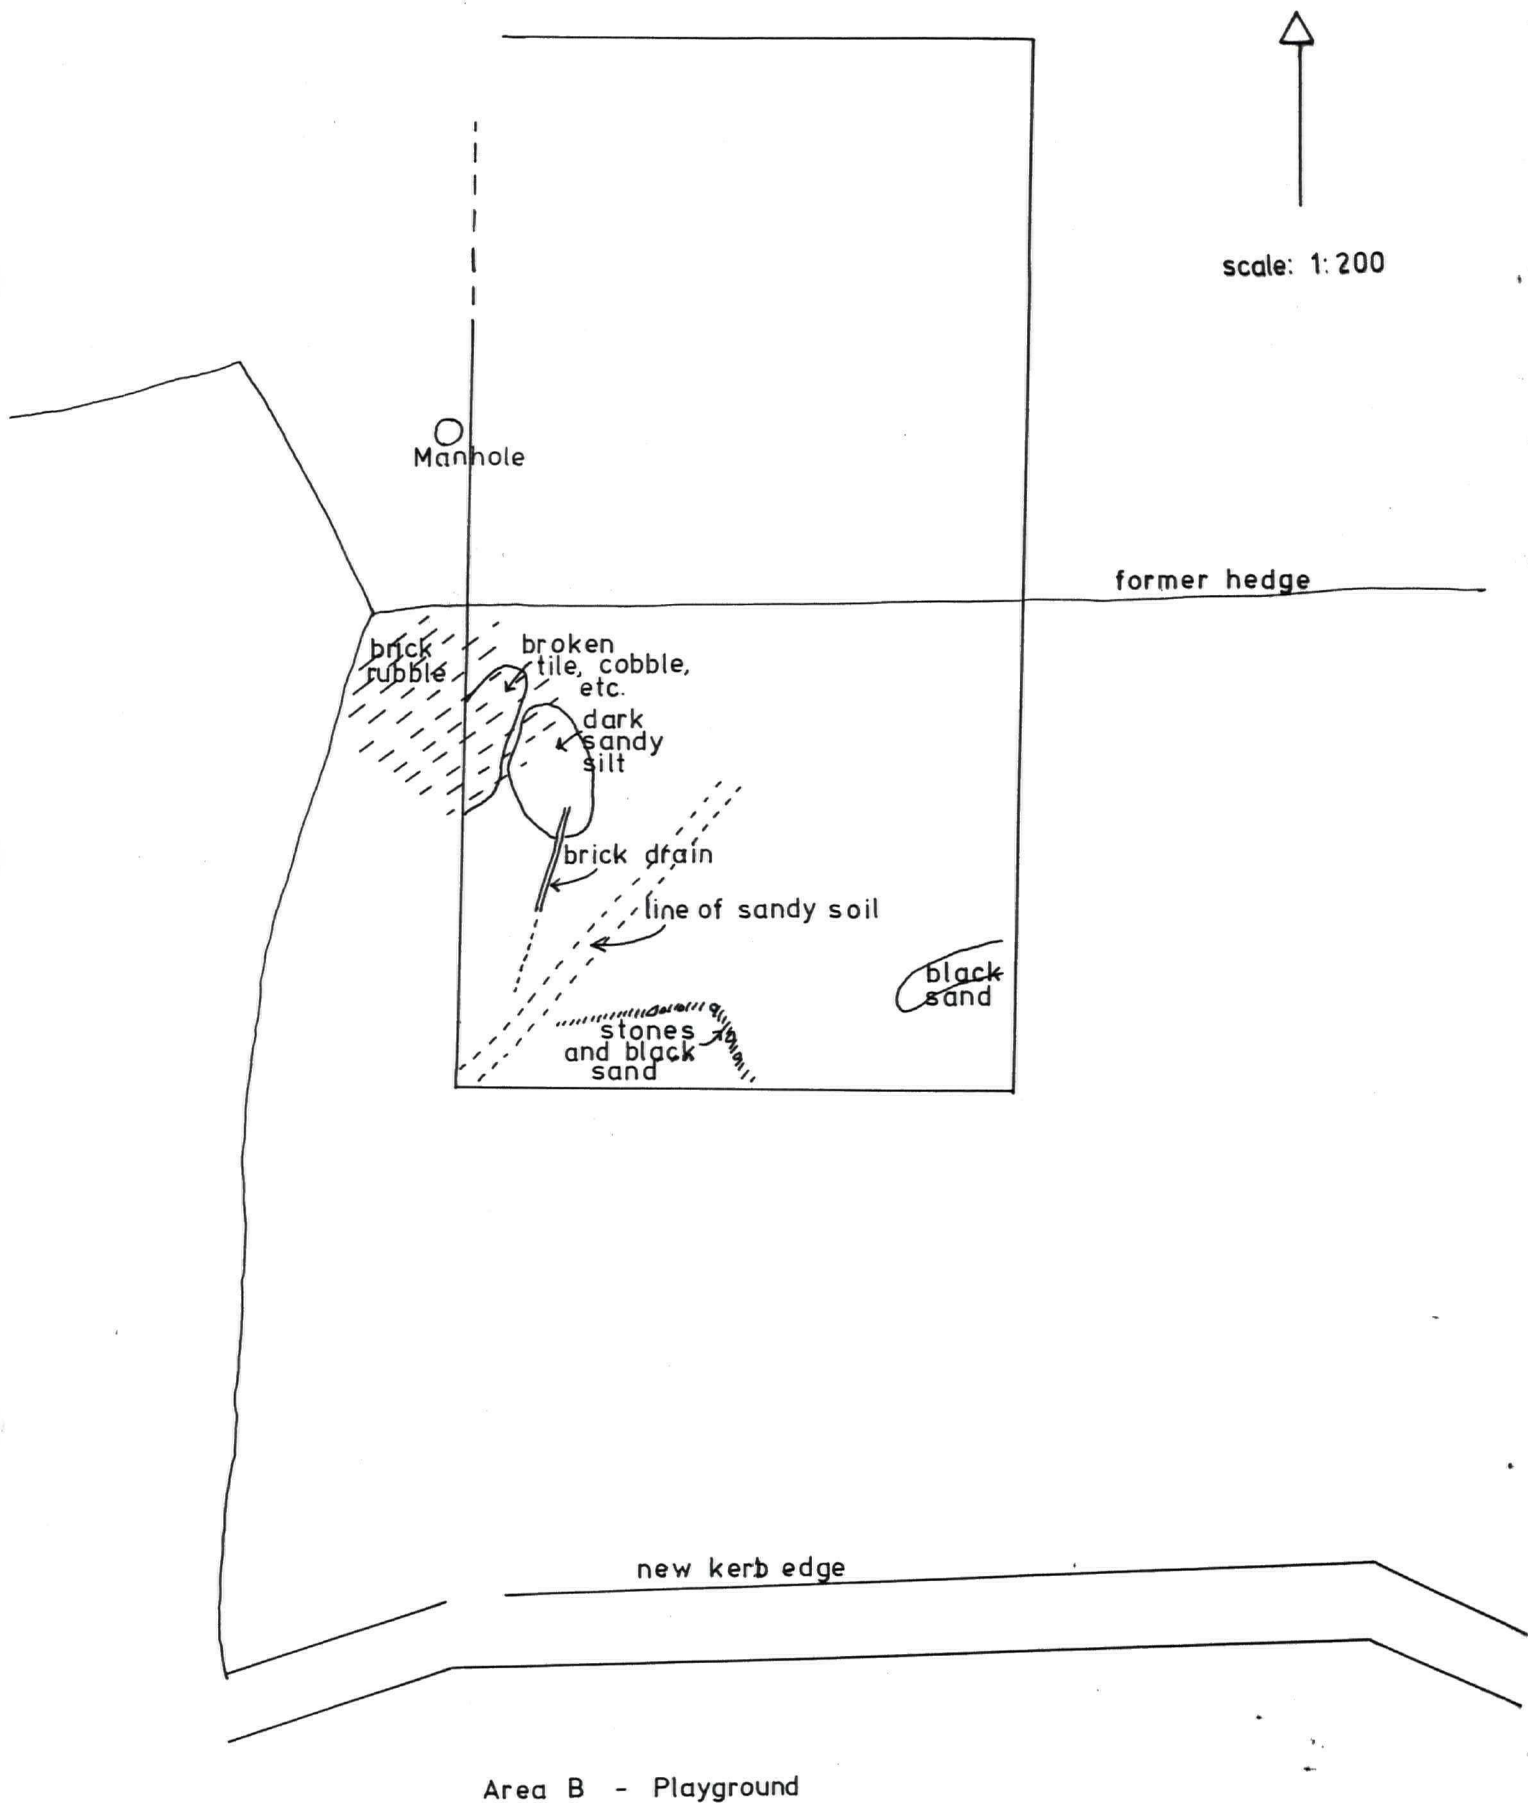 scale: 1:200
Manhole
former hedge
brick
rubble
broken
tile, cobble,
etc.
dark
sandy
silt
brick drain
line of sandy soil
black
sand
stones
and black
sand
new kerb edge
Area B - Playground